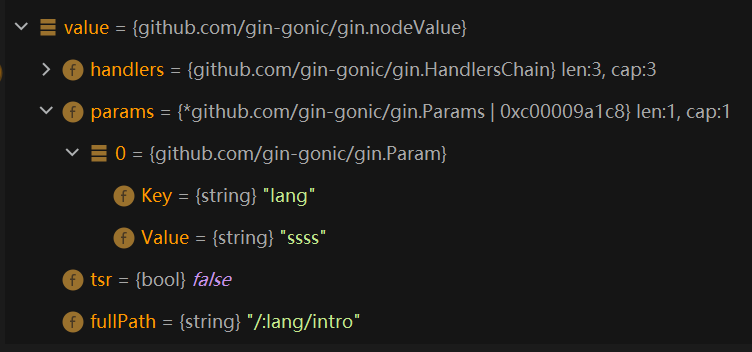 value = {github.com/gin-gonic/gin.nodeValue}
f handlers = {github.com/gin-gonic/gin.HandlersChain} len:3, cap:3
f params = {*github.com/gin-gonic/gin.Params | 0xc00009a1c8} len:1, cap:1
0 = {github.com/gin-gonic/gin.Param}
f Key = {string} "lang"
f Value = {string} "ssss"
f tsr = {bool} false
f fullPath = {string} "/:lang/intro"